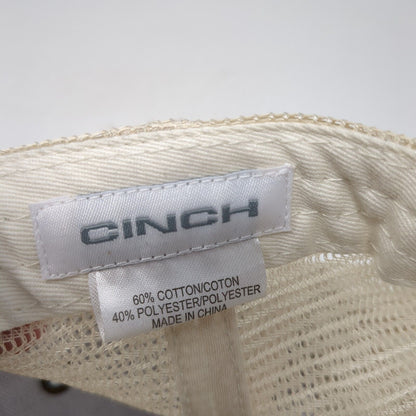 CINCH
60% COTTON/COTON
40% POLYESTER/POLYESTER
MADE IN CHINA